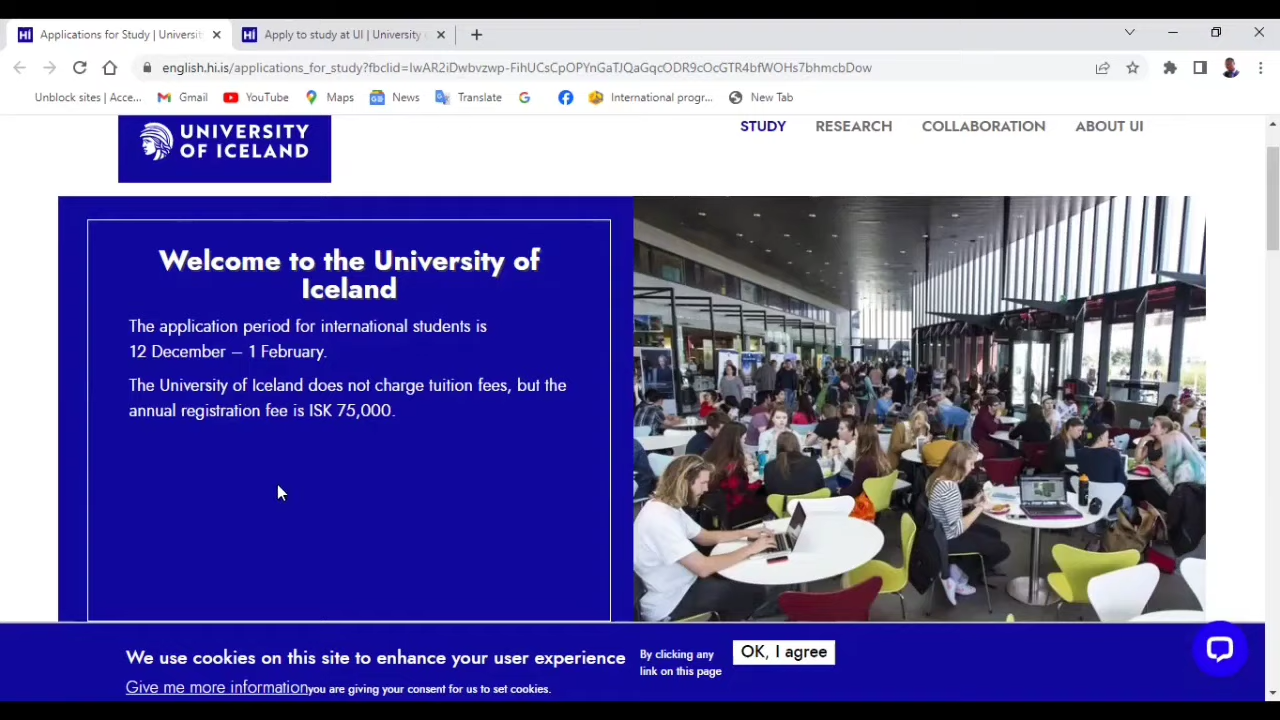 Applications for Study | Universit
Apply to study at UI | University
english.hi.is/applications_for_study?fbclid=IwAR2iDwbvzwp-FihUCsCpOPYnGaTJQaGqcODR9cOcGTR4bfWOHs7bhmcbDow
Unblock sites | Acce... Gmail YouTube Maps News Translate International progr... New Tab
UNIVERSITY
OF ICELAND
STUDY RESEARCH COLLABORATION ABOUT UI
Welcome to the University of
Iceland
The application period for international students is
12 December – 1 February.
The University of Iceland does not charge tuition fees, but the
annual registration fee is ISK 75,000.
We use cookies on this site to enhance your user experience
Give me more informationyou are giving your consent for us to set cookies.
By clicking any
link on this page
OK, I agree